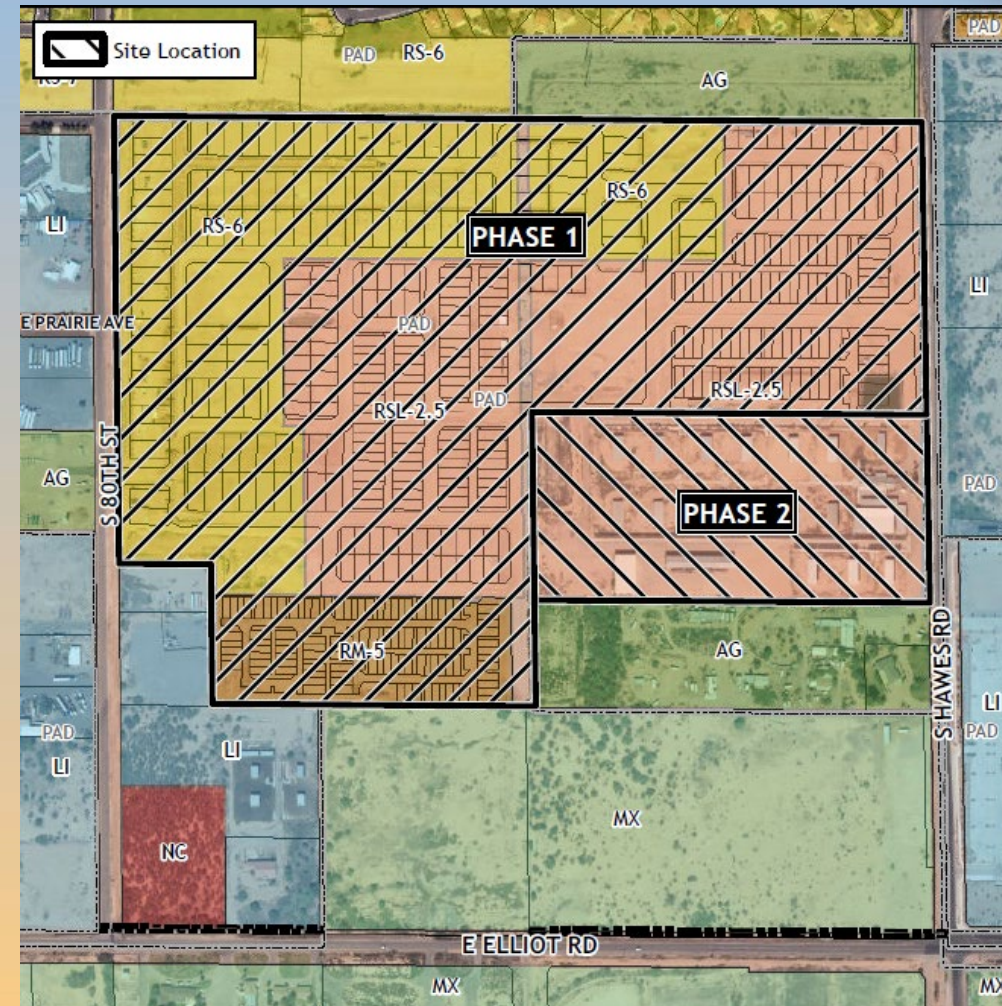 Site Location
PAD RS-6
PAD
AG
RS-6
RS-6
PHASE 1
LI
LI
E PRAIRIE AVE
PAD
PAD
RSL-2.5
RSL-2.5
AG
S 80TH ST
PAD
PHASE 2
RM-5
AG
S HAWES RD
LI
PAD
PAD
LI
LI
MX
NC
E ELLIOT RD
MX
MX